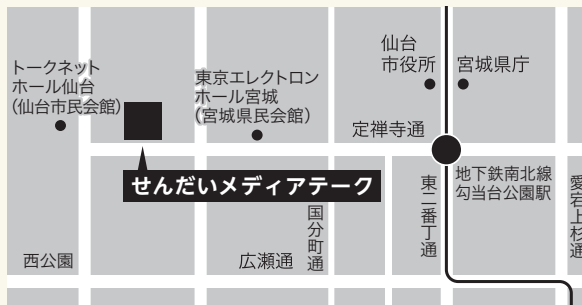 仙台
市役所
宮城県庁
トークネット
ホール仙台
(仙台市民会館)
東京エレクトロン
ホール宮城
(宮城県民会館)
定禅寺通
せんだいメディアテーク
地下鉄南北線
勾当台公園駅
東二番丁通
愛宕上杉通
国分町通
西公園
広瀬通